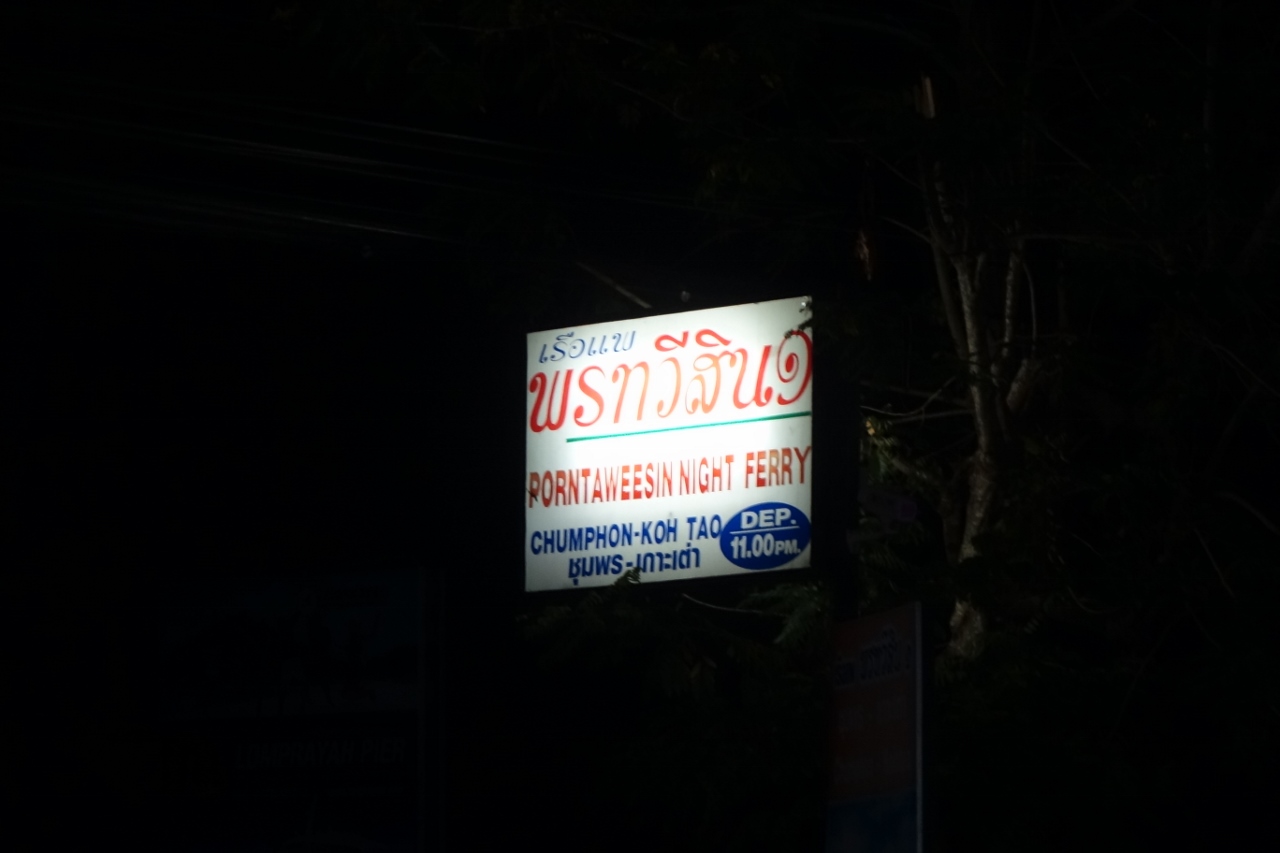 เรือแพ
พรทวีสิน๑
PORNTAWEESIN NIGHT FERRY
CHUMPHON-KOH TAO
ชุมพร-เกาะเต่า
DEP.
11.00PM.